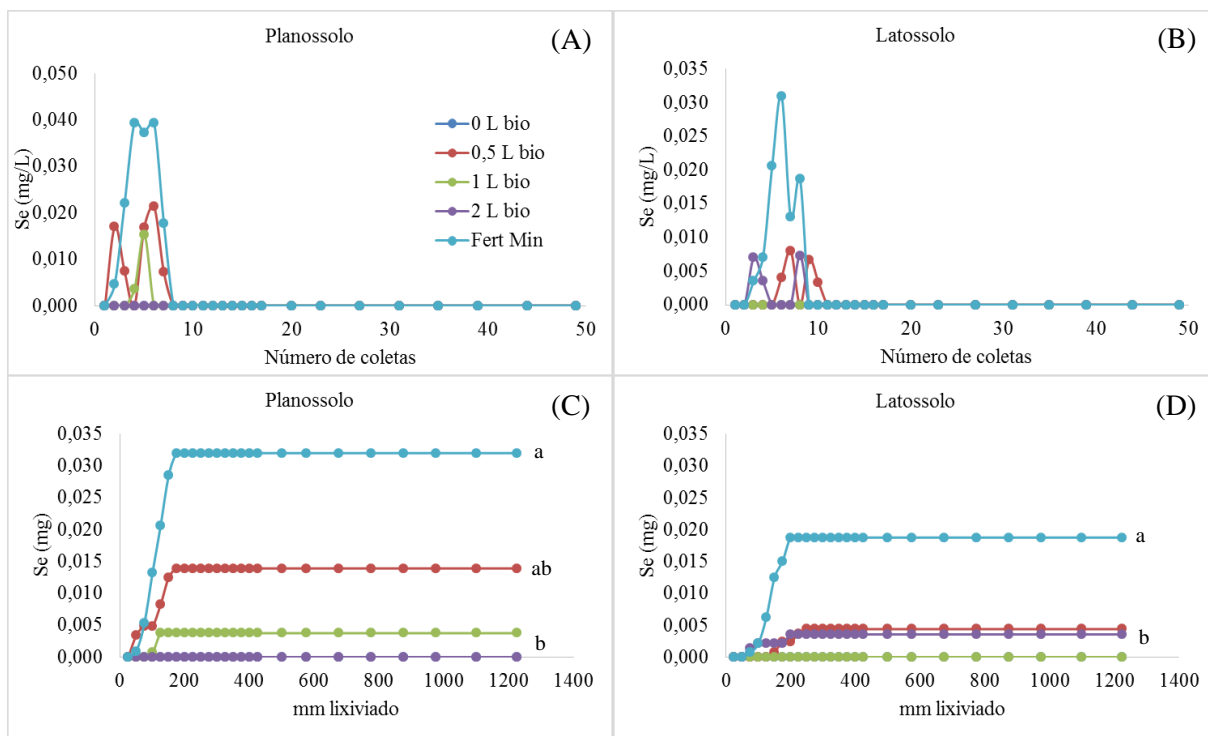 Planossolo
(A)
0,050
0,040
0,030
0,020
0,010
0,000
Se (mg/L)
0 L bio
0,5 L bio
1 L bio
2 L bio
Fert Min
0 10 20 30 40 50
Número de coletas
Latossolo
(B)
0,035
0,030
0,025
0,020
0,015
0,010
0,005
0,000
Se (mg/L)
0 10 20 30 40 50
Número de coletas
Planossolo
(C)
0,035
0,030
0,025
0,020
0,015
0,010
0,005
0,000
Se (mg)
a
ab
b
0 200 400 600 800 1000 1200 1400
mm lixiviado
Latossolo
(D)
0,035
0,030
0,025
0,020
0,015
0,010
0,005
0,000
Se (mg)
a
b
0 200 400 600 800 1000 1200 1400
mm lixiviado